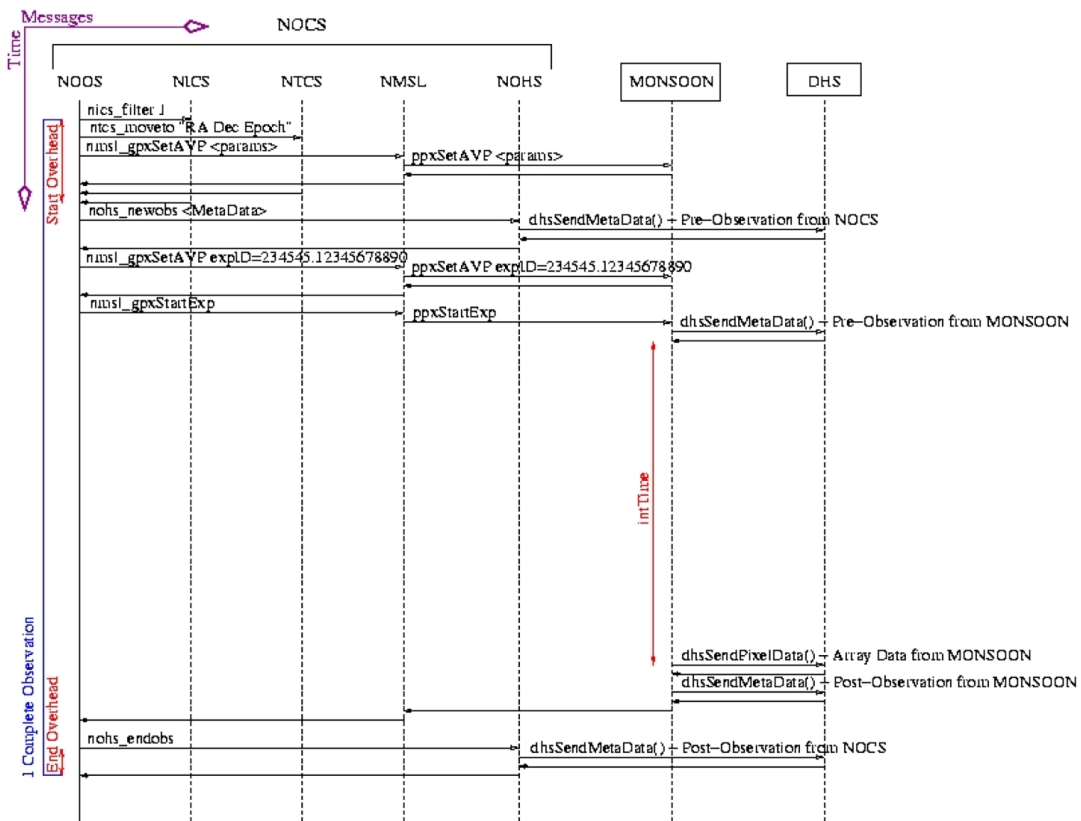 Messages
Time
NOCS
NOOS NICS NTCS NMSL NOHS MONSOON DHS
nics_filter J
ntcs_moveto "RA Dec Epoch"
nmsl_gpxSetAVP <params>
ppxSetAVP <params>
Start Overhead
nohs_newobs <MetaData>
dhsSendMetaData() – Pre–Observation from NOCS
nmsl_gpxSetAVP expID=234545.12345678890
ppxSetAVP expID=234545.12345678890
nmsl_gpxStartExp
ppxStartExp
dhsSendMetaData() – Pre–Observation from MONSOON
intTime
dhsSendPixelData() – Array Data from MONSOON
dhsSendMetaData() – Post–Observation from MONSOON
1 Complete Observation
End Overhead
nohs_endobs
dhsSendMetaData() – Post–Observation from NOCS